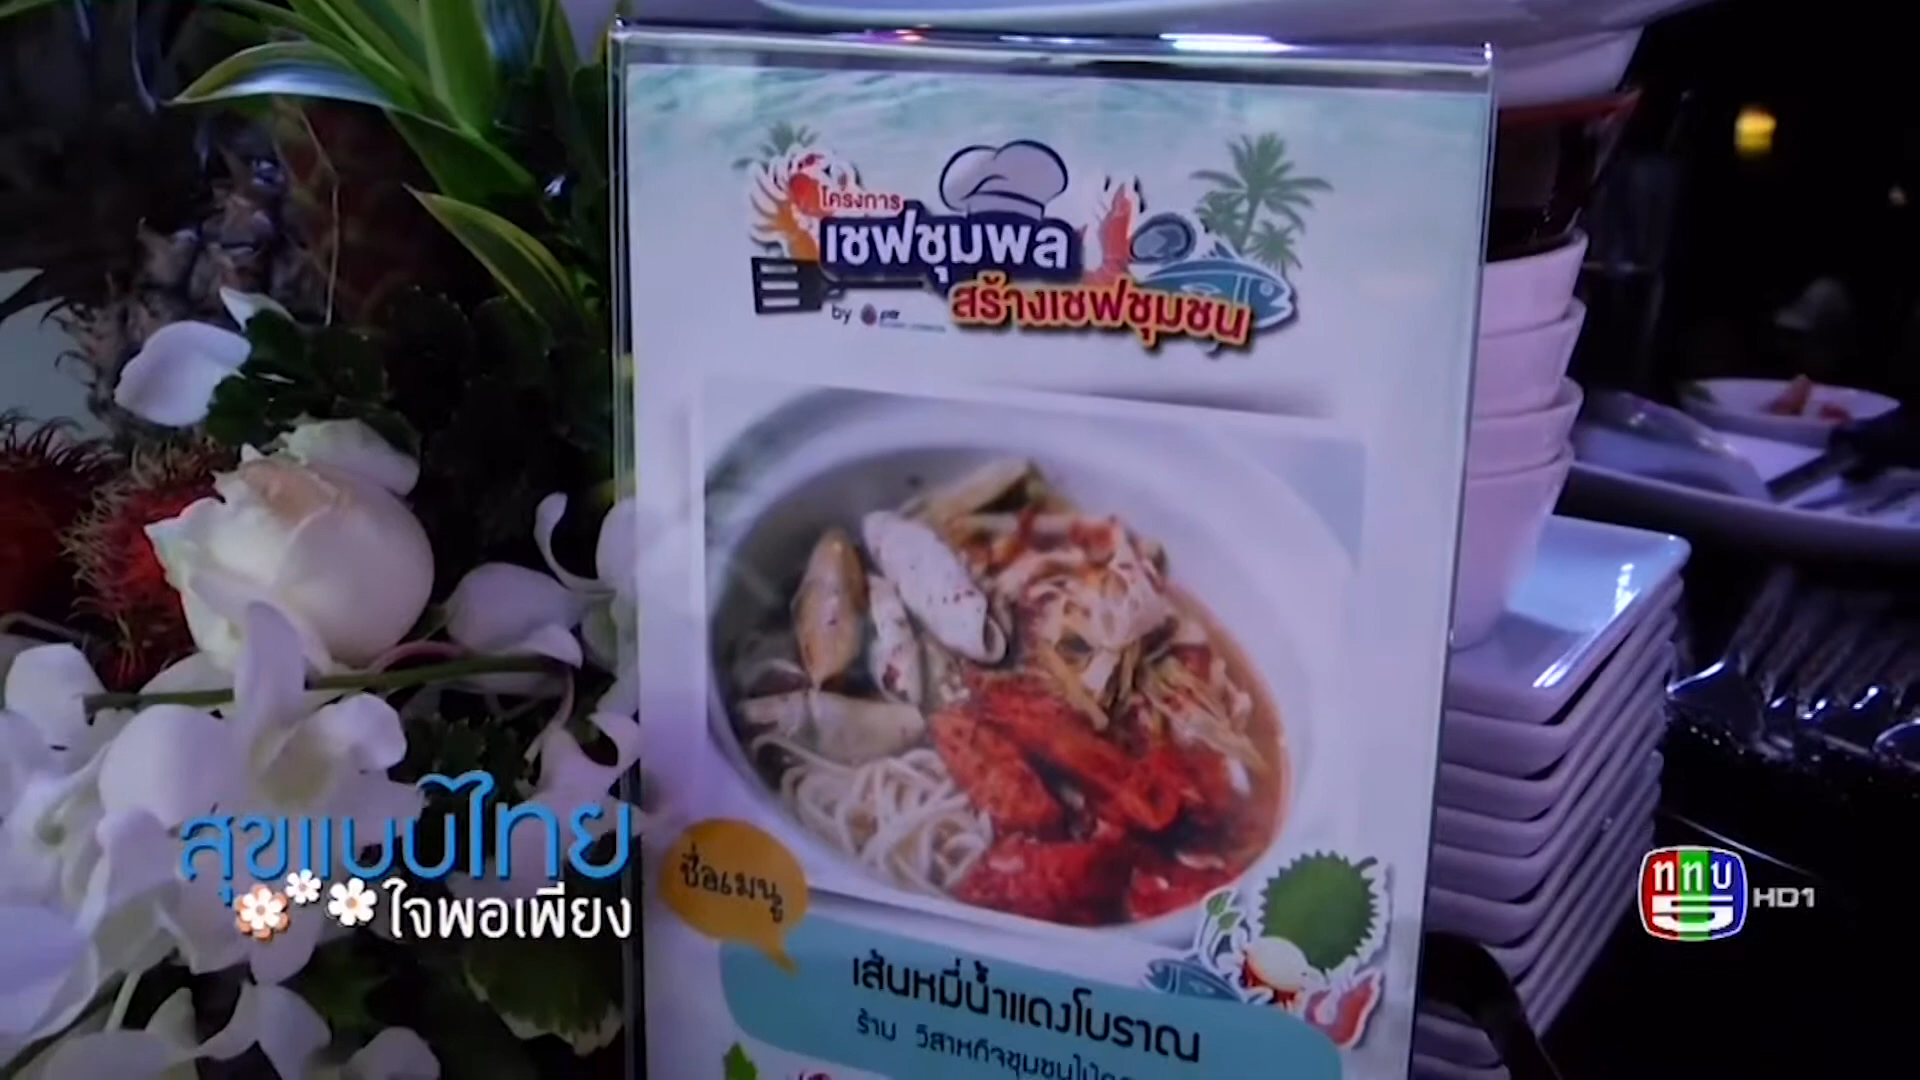 โครงการ
เชฟชุมพล
สร้างเชฟชุมชน
by ptt
ชื่อเมนู
เส้นหมี่น้ำแดงโบราณ
ร้าน วิสาหกิจชุมชน
สุขแบบไทย
ใจพอเพียง
ททบ
5
HD1